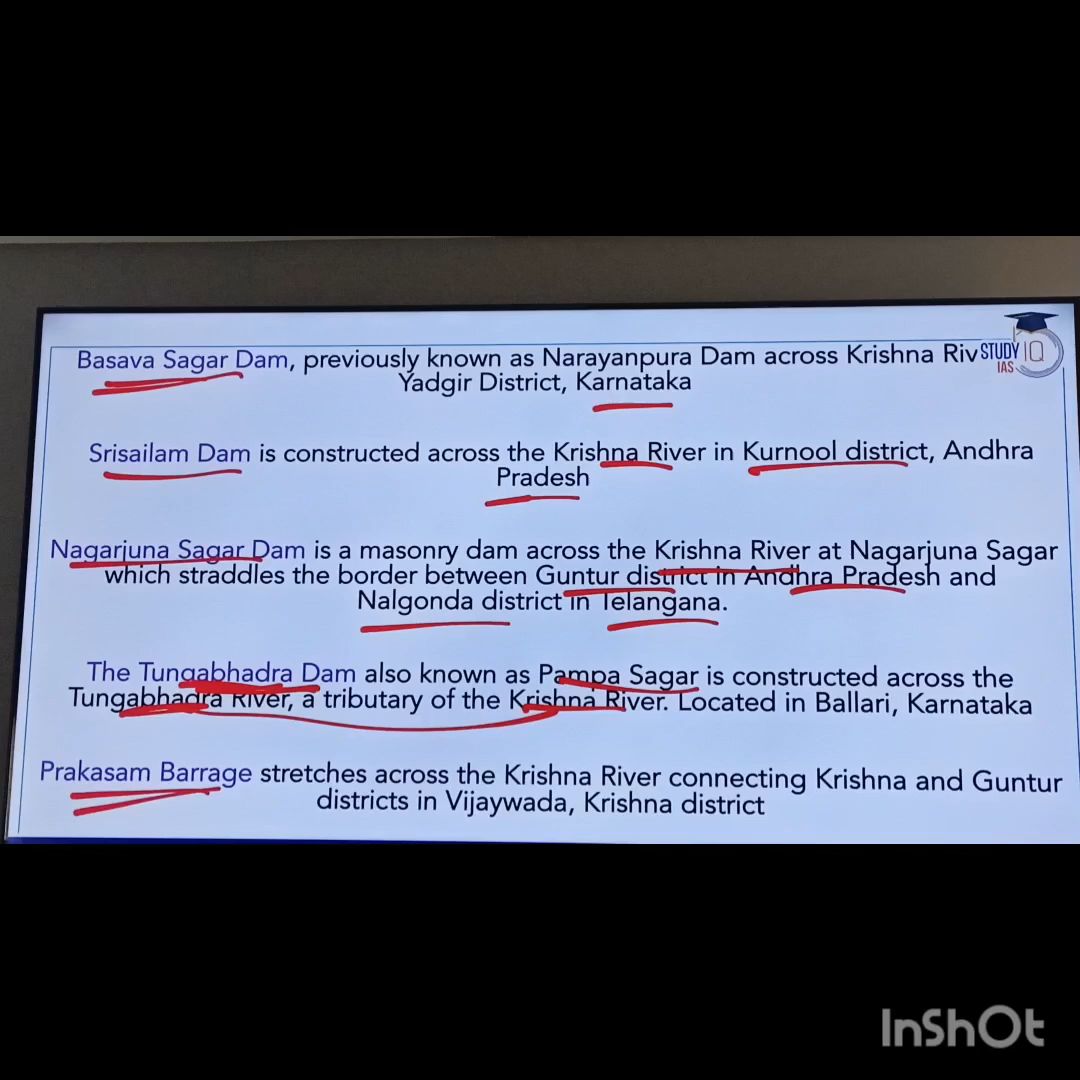 Basava Sagar Dam, previously known as Narayanpura Dam across Krishna Riv
STUDY IQ
IAS
Yadgir District, Karnataka
Srisailam Dam is constructed across the Krishna River in Kurnool district, Andhra
Pradesh
Nagarjuna Sagar Dam is a masonry dam across the Krishna River at Nagarjuna Sagar
which straddles the border between Guntur district in Andhra Pradesh and
Nalgonda district in Telangana.
The Tungabhadra Dam also known as Pampa Sagar is constructed across the
Tungabhadra River, a tributary of the Krishna River. Located in Ballari, Karnataka
Prakasam Barrage stretches across the Krishna River connecting Krishna and Guntur
districts in Vijaywada, Krishna district
InShOt